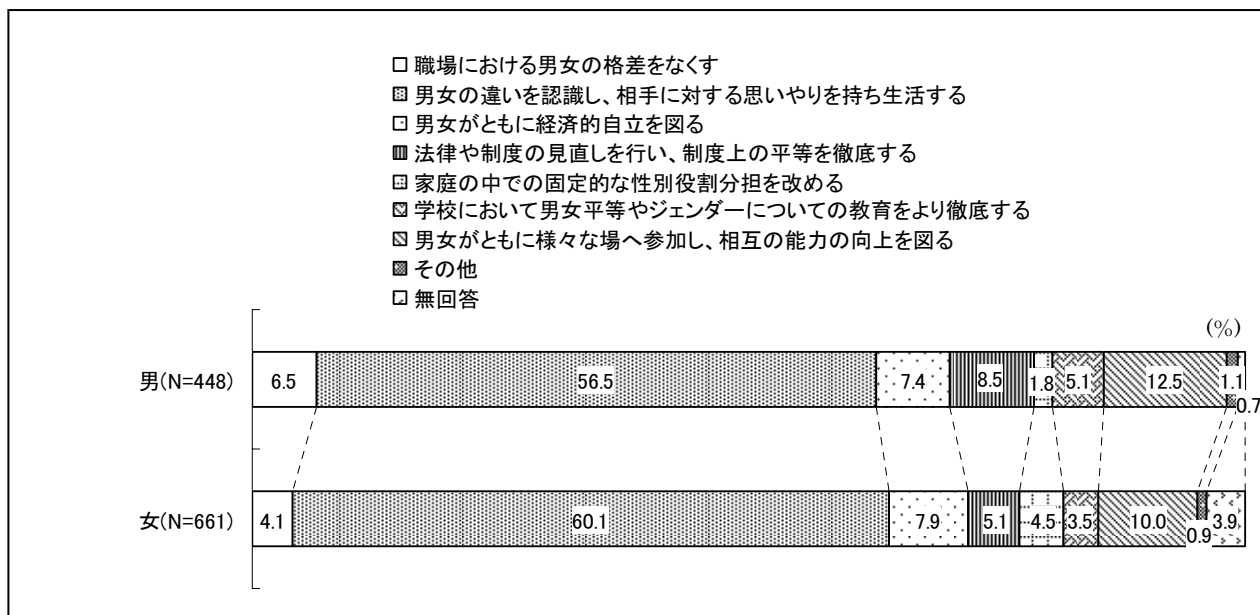 職場における男女の格差をなくす
男女の違いを認識し、相手に対する思いやりを持ち生活する
男女がともに経済的自立を図る
法律や制度の見直しを行い、制度上の平等を徹底する
家庭の中での固定的な性別役割分担を改める
学校において男女平等やジェンダーについての教育をより徹底する
男女がともに様々な場へ参加し、相互の能力の向上を図る
その他
無回答
(%)
男(N=448) 6.5 56.5 7.4 8.5 1.8 5.1 12.5 1.1 0.7
女(N=661) 4.1 60.1 7.9 5.1 4.5 3.5 10.0 0.9 3.9